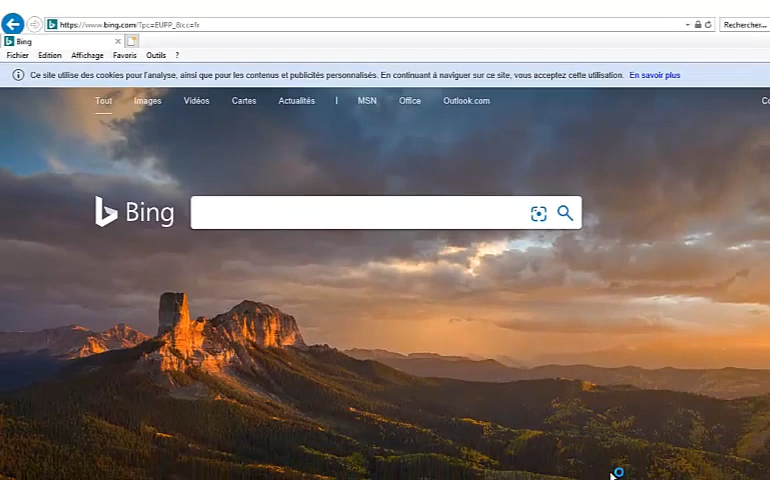 https://www.bing.com/?pc=EUPP_&cc=fr
Rechercher...
Bing
Fichier Edition Affichage Favoris Outils ?
Ce site utilise des cookies pour l'analyse, ainsi que pour les contenus et publicités personnalisés. En continuant à naviguer sur ce site, vous acceptez cette utilisation. En savoir plus
Tout Images Vidéos Cartes Actualités | MSN Office Outlook.com Co
Bing